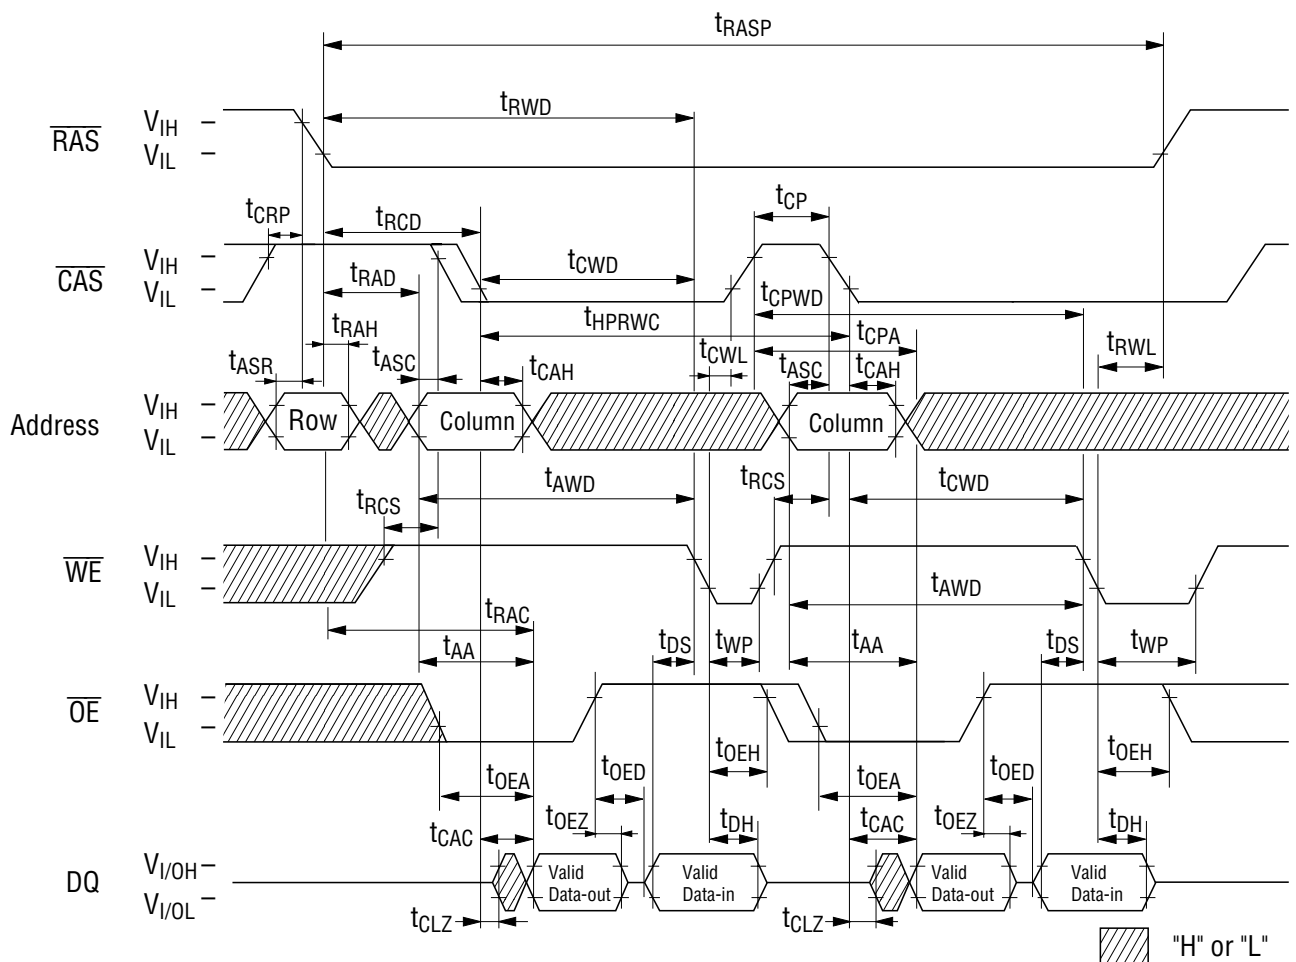 tRASP
tRWD
RAS
VIH
VIL
tCRP
tRCD
tCP
CAS
VIH
VIL
tRAD
tCWD
tCPWD
tHPRWC
tRAH
tCPA
tRWL
tASR
tASC
tCAH
tCWL
tASC
tCAH
Address
VIH
VIL
Row
Column
Column
tRCS
tAWD
tRCS
tCWD
WE
VIH
VIL
tAWD
tRAC
tAA
tDS
tWP
tAA
tDS
tWP
OE
VIH
VIL
tOEA
tOED
tOEH
tOEA
tOED
tOEH
tCAC
tOEZ
tDH
tCAC
tOEZ
tDH
DQ
VI/OH
VI/OL
Valid
Data-out
Valid
Data-in
Valid
Data-out
Valid
Data-in
tCLZ
tCLZ
"H" or "L"